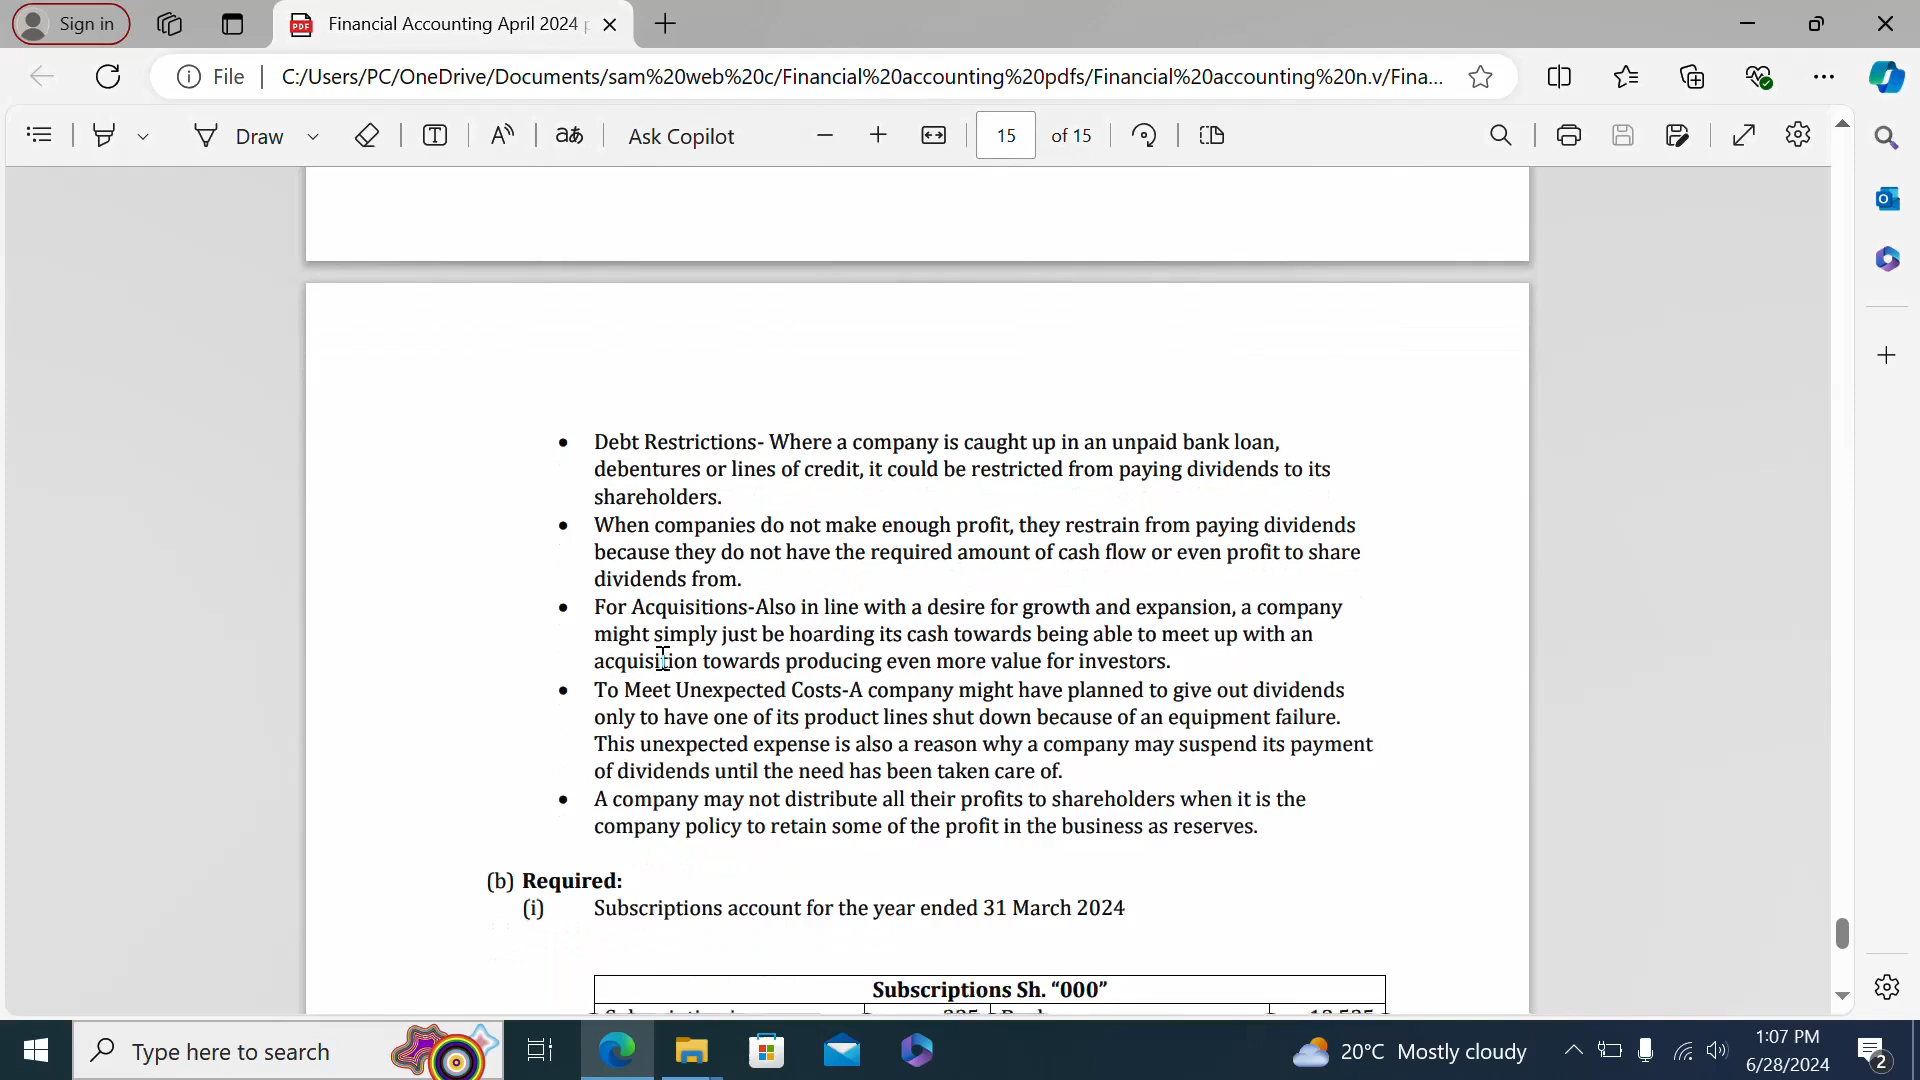 Sign in
Financial Accounting April 2024
File
C:/Users/PC/OneDrive/Documents/sam%20web%20c/Financial%20accounting%20pdfs/Financial%20accounting%20n.v/Fina...
Draw
Ask Copilot
15 of 15
Debt Restrictions- Where a company is caught up in an unpaid bank loan,
debentures or lines of credit, it could be restricted from paying dividends to its
shareholders.
When companies do not make enough profit, they restrain from paying dividends
because they do not have the required amount of cash flow or even profit to share
dividends from.
For Acquisitions-Also in line with a desire for growth and expansion, a company
might simply just be hoarding its cash towards being able to meet up with an
acquisition towards producing even more value for investors.
To Meet Unexpected Costs-A company might have planned to give out dividends
only to have one of its product lines shut down because of an equipment failure.
This unexpected expense is also a reason why a company may suspend its payment
of dividends until the need has been taken care of.
A company may not distribute all their profits to shareholders when it is the
company policy to retain some of the profit in the business as reserves.
(b) Required:
(i) Subscriptions account for the year ended 31 March 2024
Subscriptions Sh. “000”
Type here to search
20°C Mostly cloudy
1:07 PM
6/28/2024
2